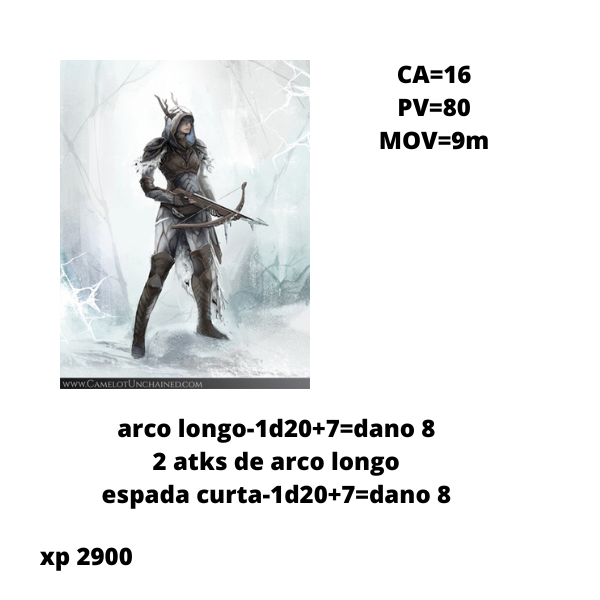 CA=16
PV=80
MOV=9m
www.CamelotUnchained.com
arco longo-1d20+7=dano 8
2 atks de arco longo
espada curta-1d20+7=dano 8
xp 2900